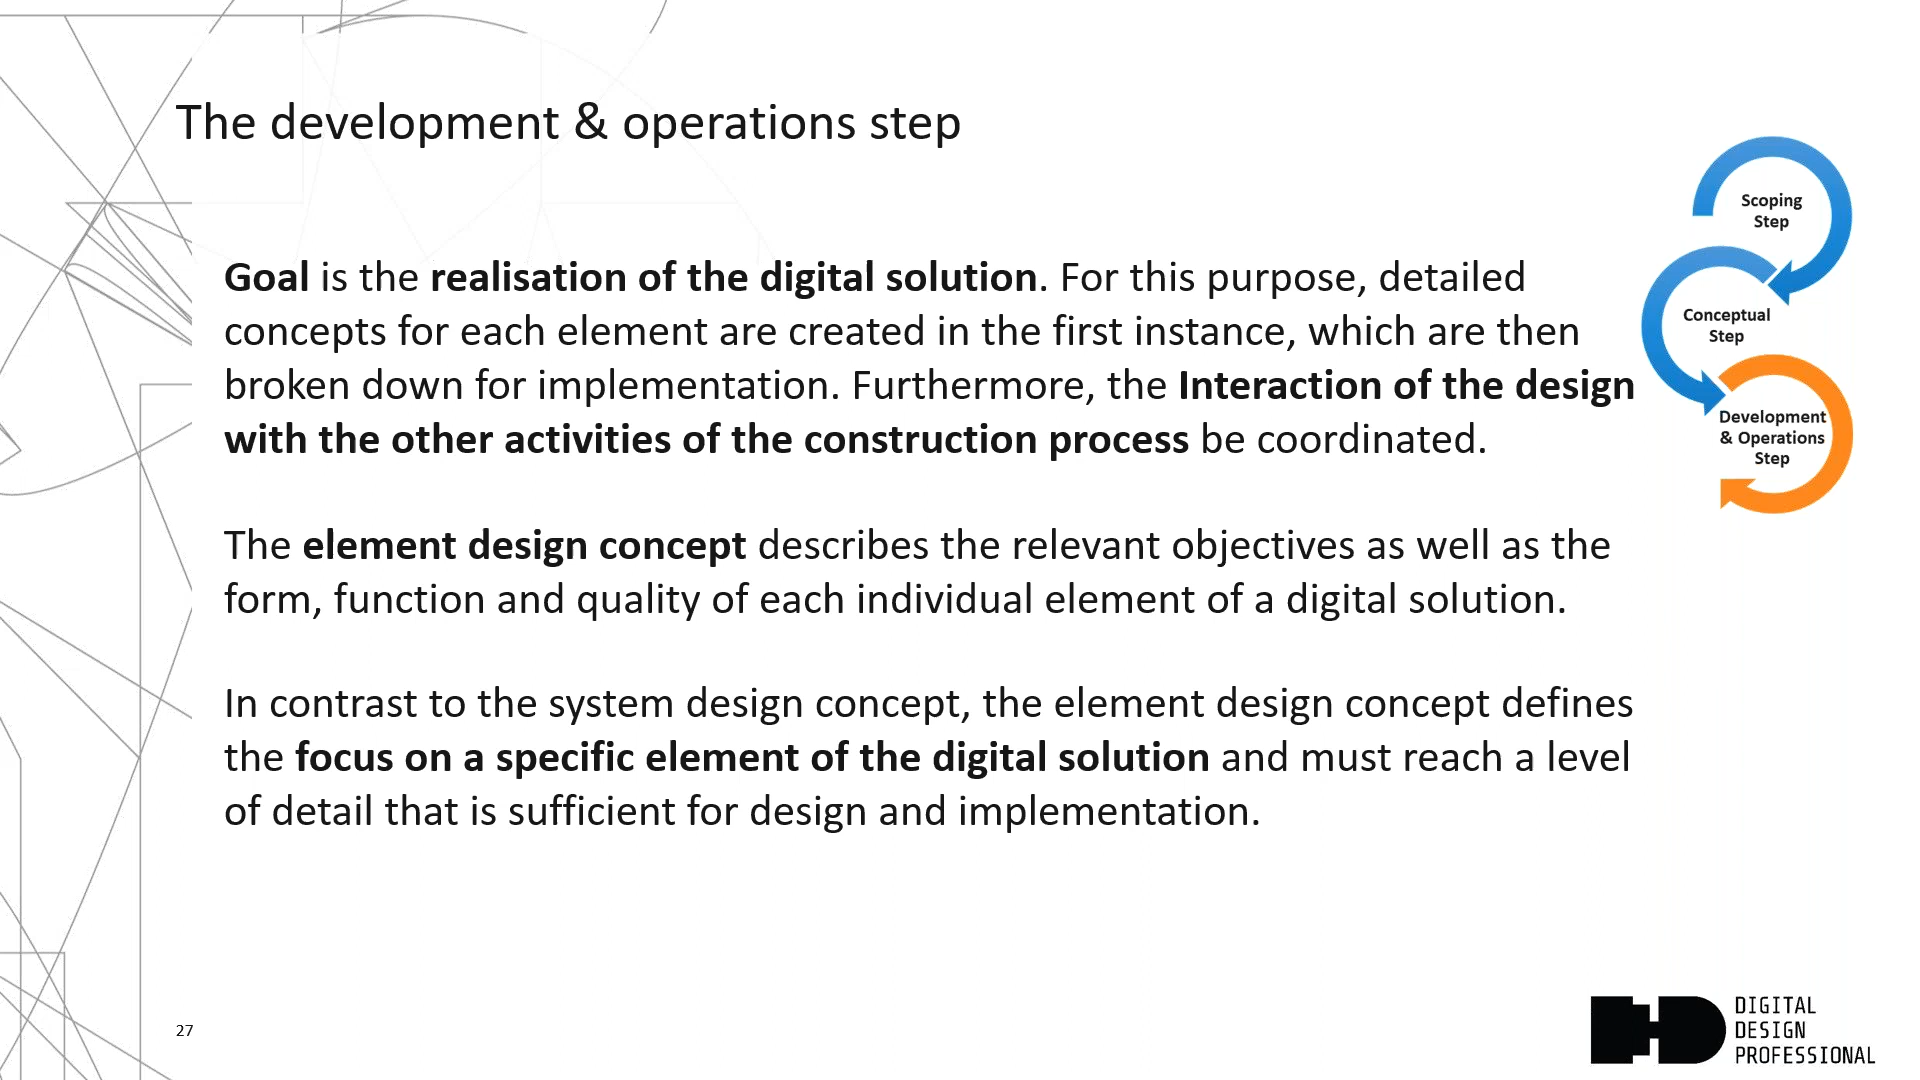 The development & operations step
Goal is the realisation of the digital solution. For this purpose, detailed
concepts for each element are created in the first instance, which are then
broken down for implementation. Furthermore, the Interaction of the design
with the other activities of the construction process be coordinated.
The element design concept describes the relevant objectives as well as the
form, function and quality of each individual element of a digital solution.
In contrast to the system design concept, the element design concept defines
the focus on a specific element of the digital solution and must reach a level
of detail that is sufficient for design and implementation.
Scoping
Step
Conceptual
Step
Development
& Operations
Step
27
DIGITAL
DESIGN
PROFESSIONAL